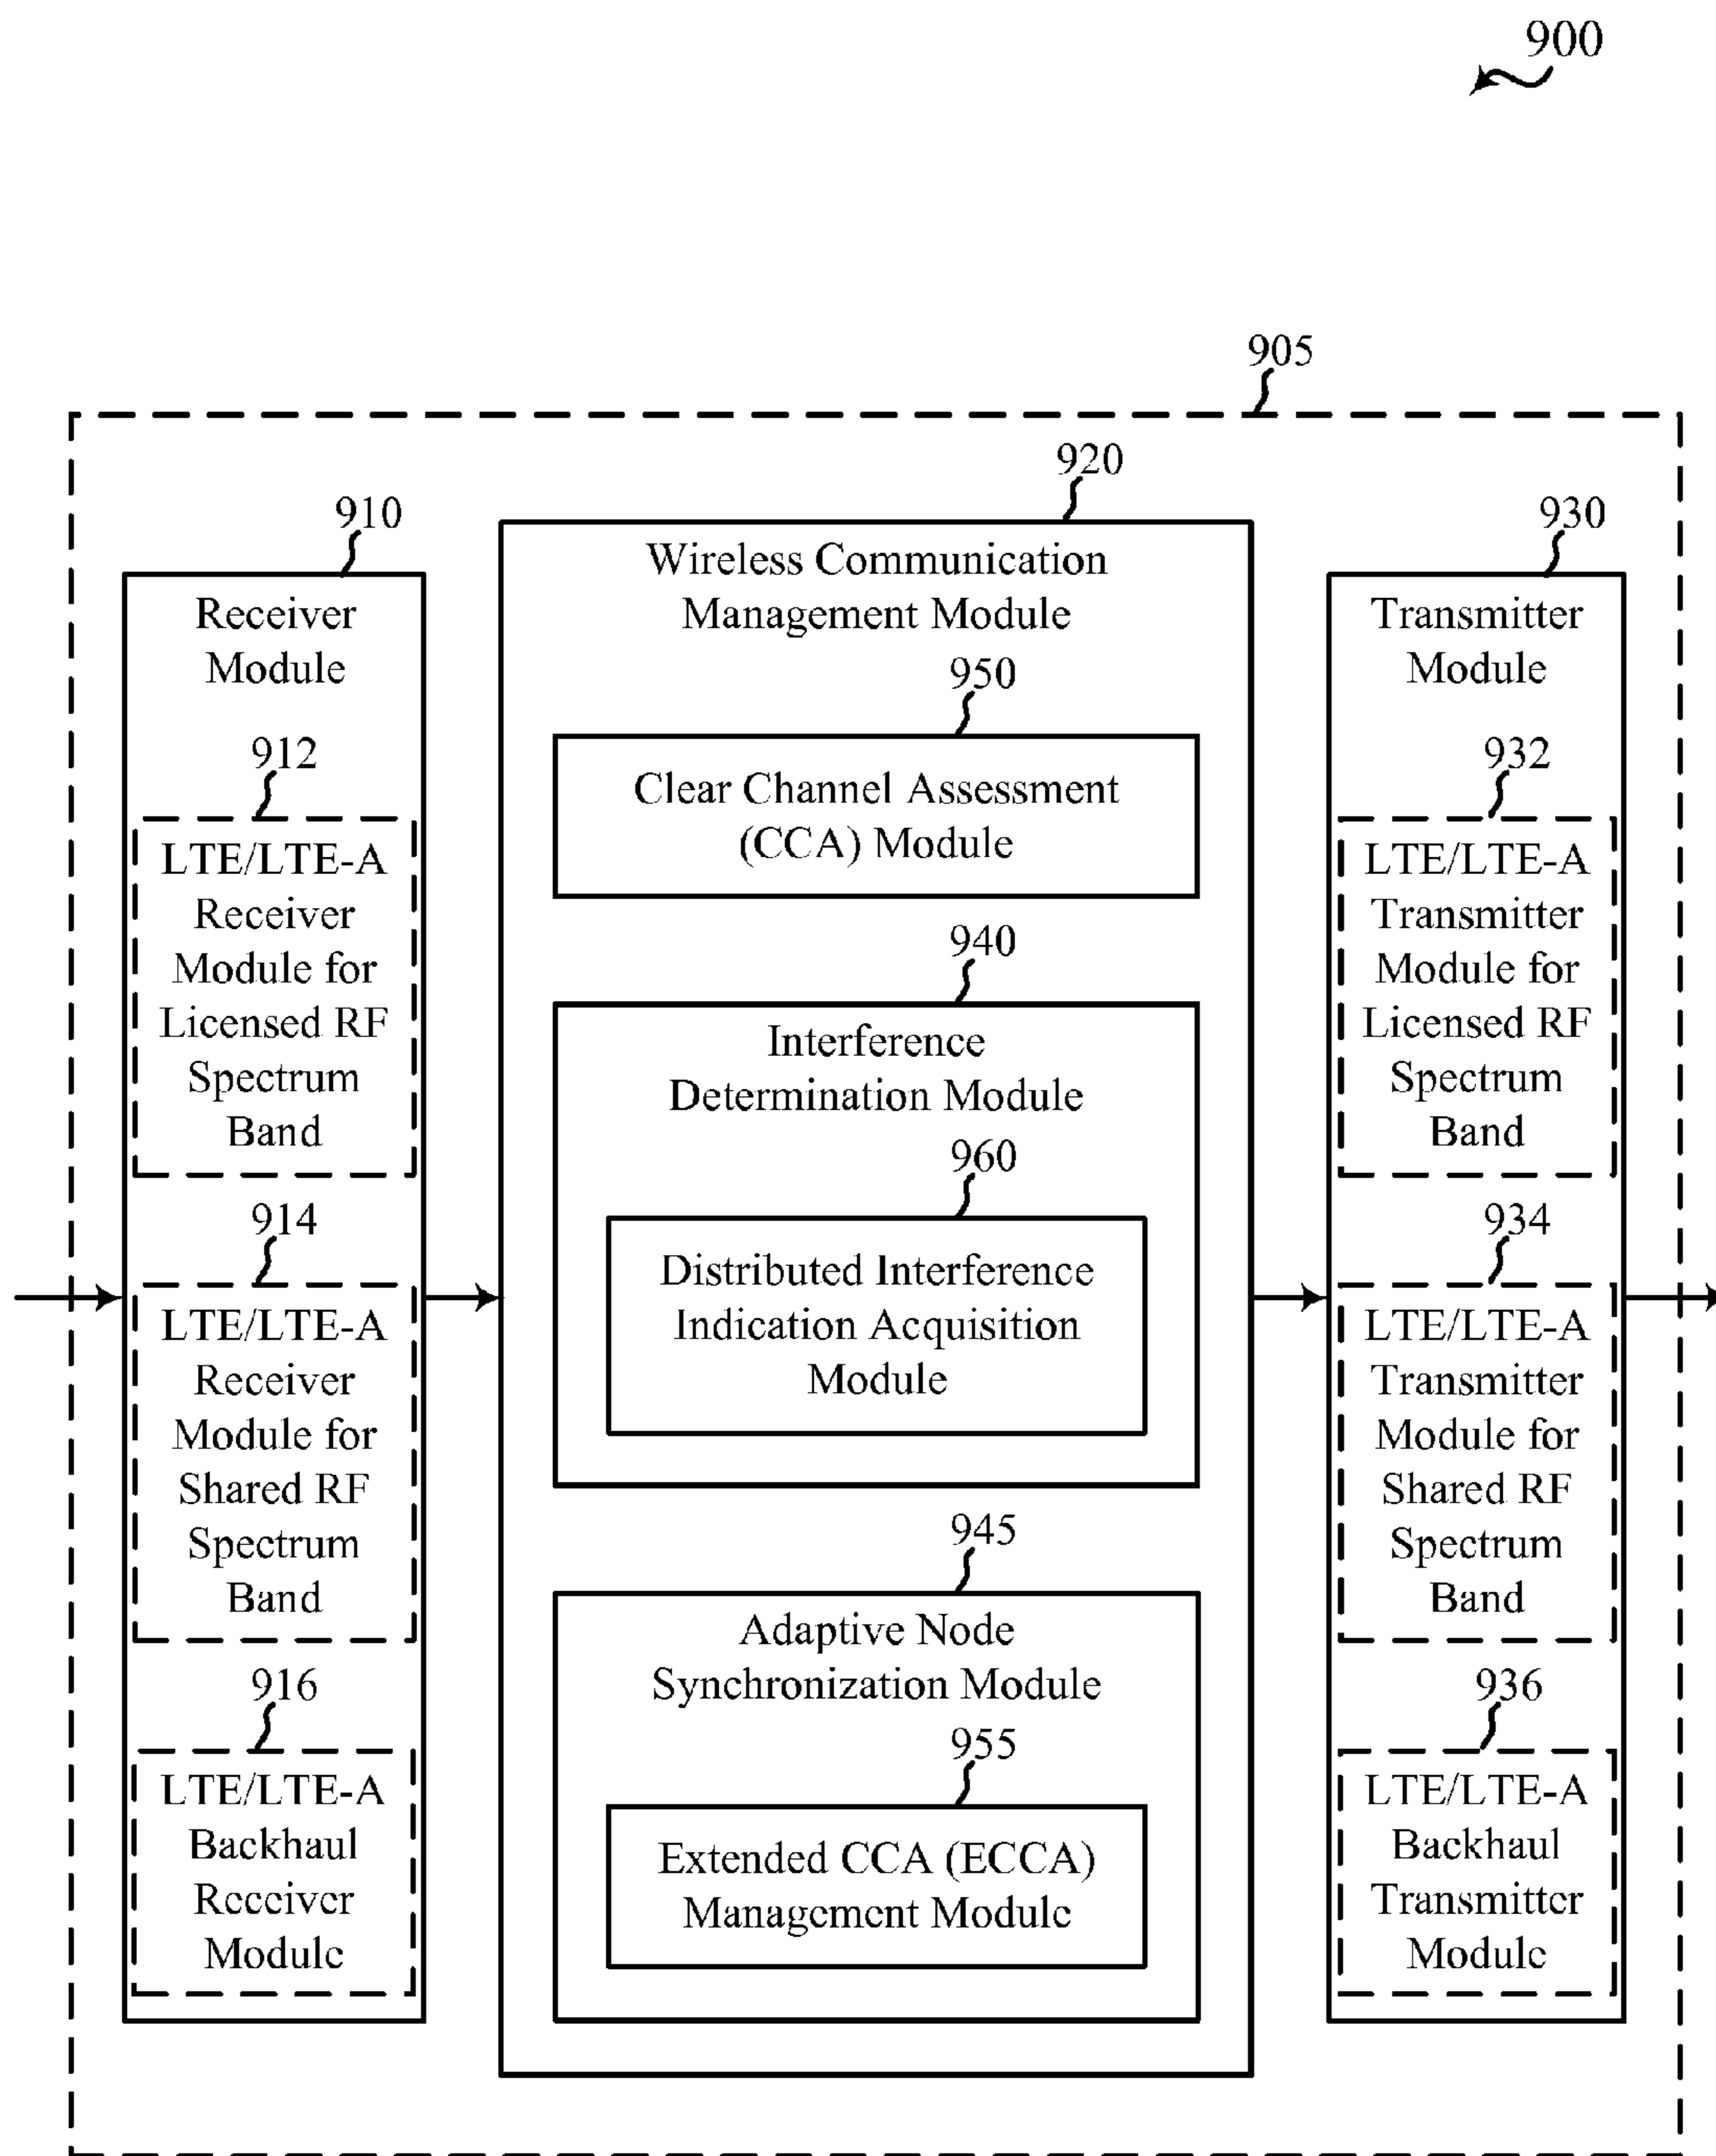 900
905
910
Receiver
Module
912
LTE/LTE-A
Receiver
Module for
Licensed RF
Spectrum
Band
914
LTE/LTE-A
Receiver
Module for
Shared RF
Spectrum
Band
916
LTE/LTE-A
Backhaul
Receiver
Module
920
Wireless Communication
Management Module
950
Clear Channel Assessment
(CCA) Module
940
Interference
Determination Module
960
Distributed Interference
Indication Acquisition
Module
945
Adaptive Node
Synchronization Module
955
Extended CCA (ECCA)
Management Module
930
Transmitter
Module
932
LTE/LTE-A
Transmitter
Module for
Licensed RF
Spectrum
Band
934
LTE/LTE-A
Transmitter
Module for
Shared RF
Spectrum
Band
936
LTE/LTE-A
Backhaul
Transmitter
Module